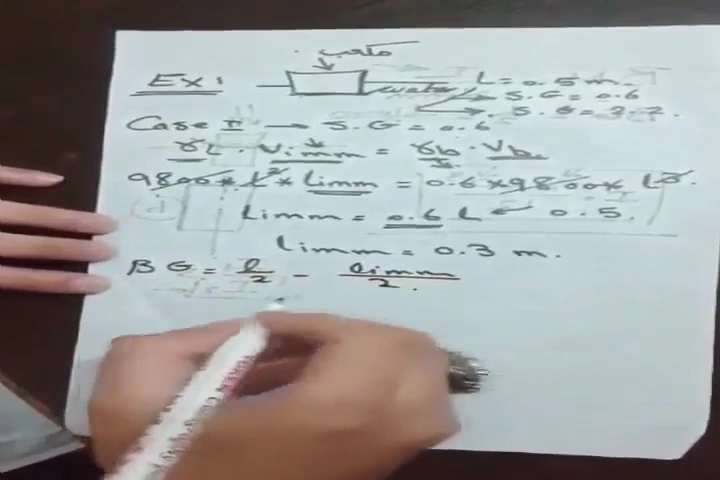 مكعب
Ex1 water L = 0.5 m.
S.G = 0.6
Case I → S.G = 0.6
γL . Vimm = γb . Vb
9800 * L² * Limm = 0.6 * 9800 * L³.
Limm = 0.6 L ← 0.5.
Limm = 0.3 m.
BG = l/2 - limm/2.